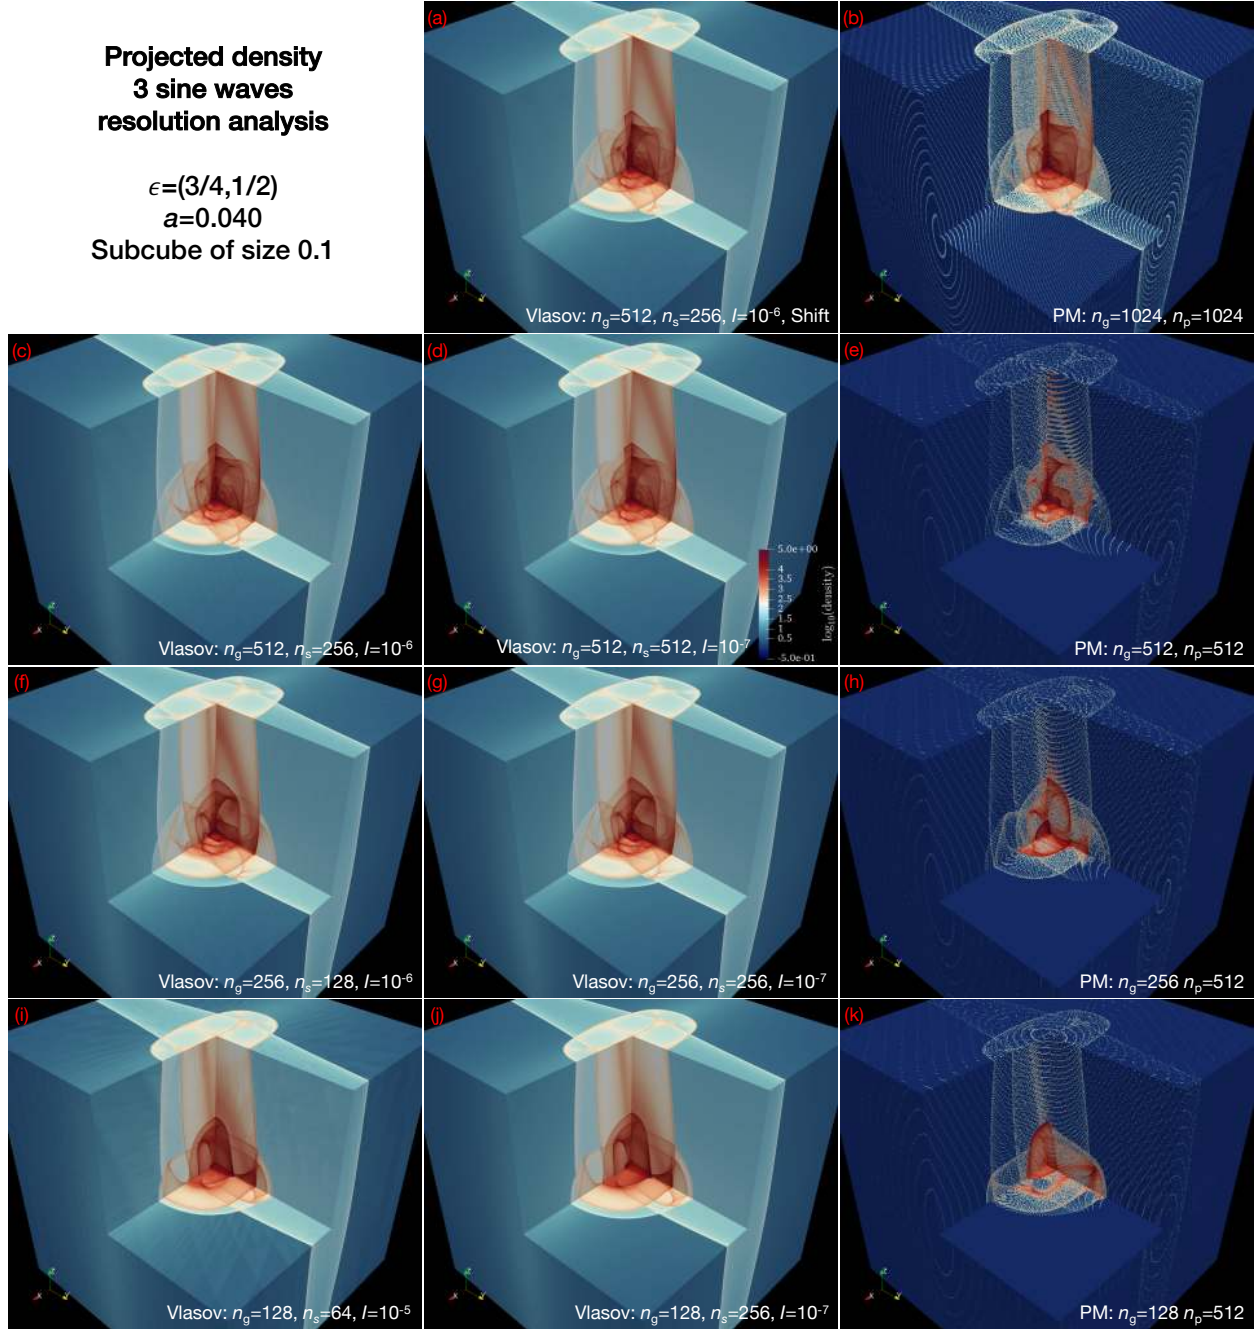 Projected density
3 sine waves
resolution analysis
ϵ=(3/4,1/2)
a=0.040
Subcube of size 0.1
(a)
Vlasov: ng=512, ns=256, I=10⁻⁶, Shift
(b)
PM: ng=1024, np=1024
(c)
Vlasov: ng=512, ns=256, I=10⁻⁶
(d)
5.0e+00
4
3.5
3
2.5
2
1.5
1
0.5
-5.0e-01
log₁₀(density)
Vlasov: ng=512, ns=512, I=10⁻⁷
(e)
PM: ng=512, np=512
(f)
Vlasov: ng=256, ns=128, I=10⁻⁶
(g)
Vlasov: ng=256, ns=256, I=10⁻⁷
(h)
PM: ng=256 np=512
(i)
Vlasov: ng=128, ns=64, I=10⁻⁵
(j)
Vlasov: ng=128, ns=256, I=10⁻⁷
(k)
PM: ng=128 np=512